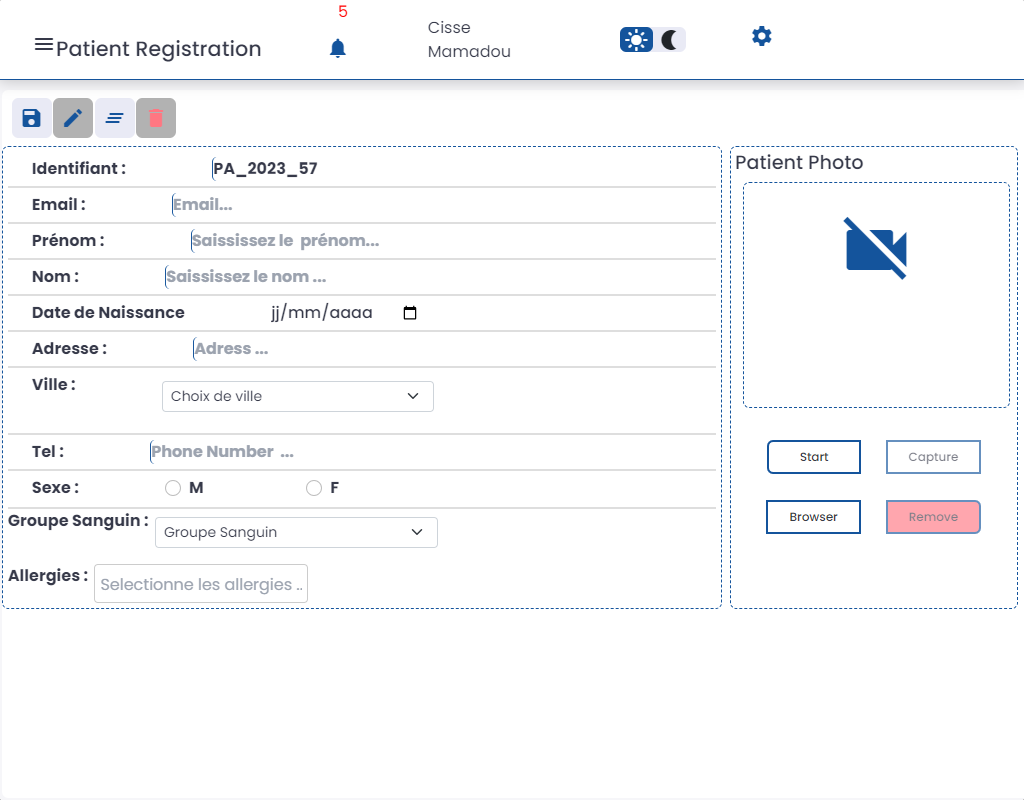 5
Patient Registration
Cisse
Mamadou
Identifiant :
PA_2023_57
Email :
Email...
Prénom :
Saississez le  prénom...
Nom :
Saississez le nom ...
Date de Naissance
jj/mm/aaaa
Adresse :
Adress ...
Ville :
Choix de ville
Tel :
Phone Number  ...
Sexe :
M
F
Groupe Sanguin :
Groupe Sanguin
Allergies :
Selectionne les allergies ..
Patient Photo
Start
Capture
Browser
Remove